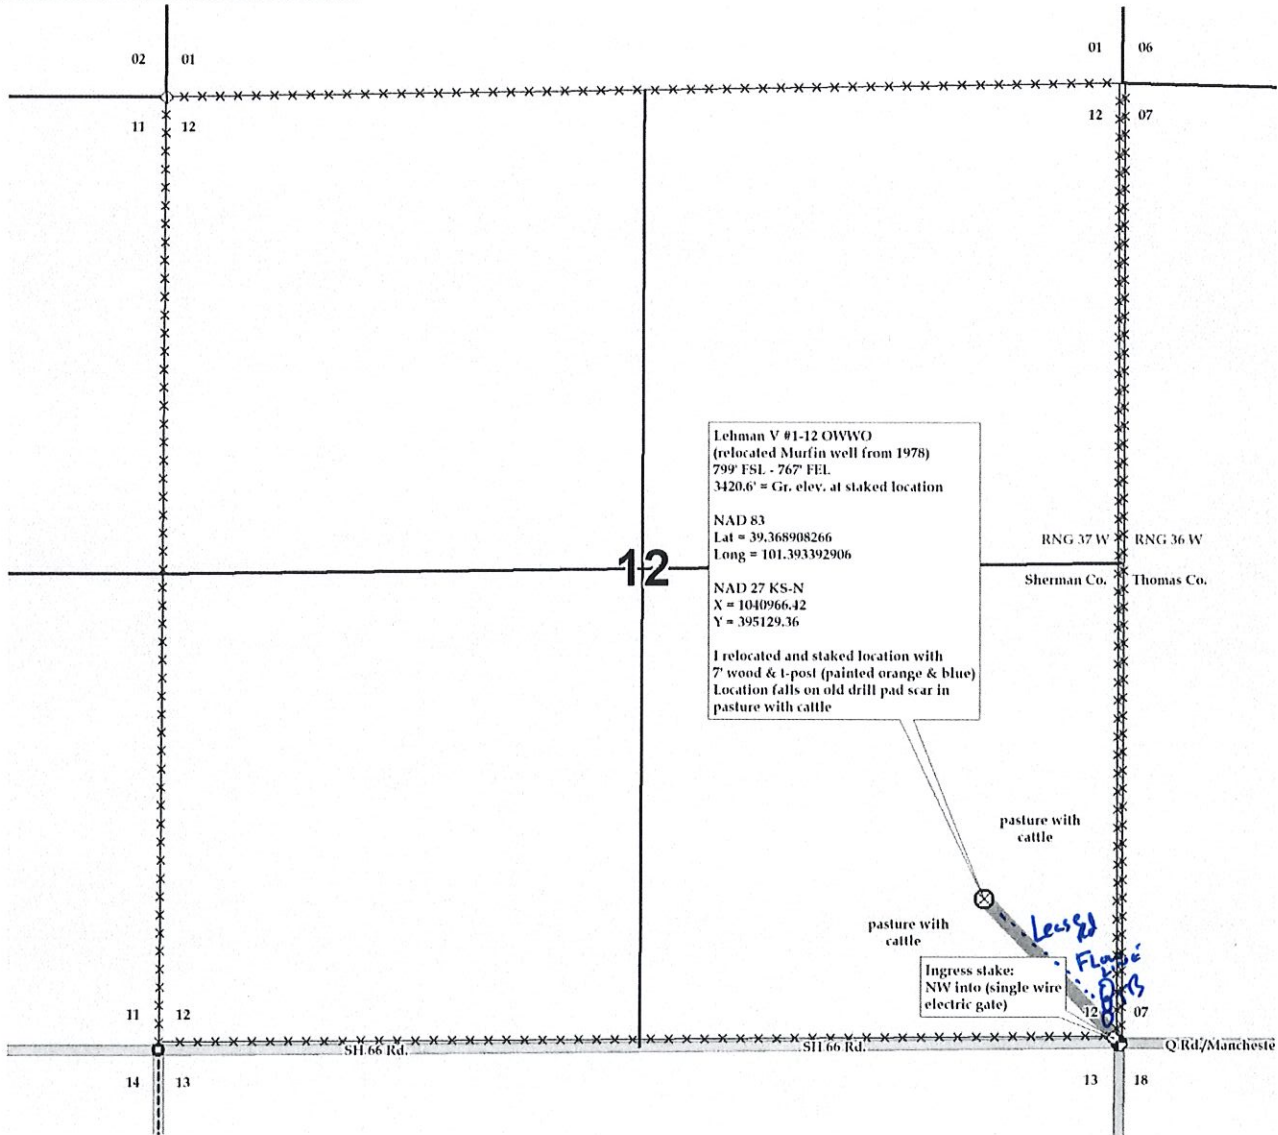 02 01
01 06
11 12
12 07
Lehman V #1-12 OWWO
(relocated Murfin well from 1978)
799' FSL - 767' FEL
3420.6' = Gr. elev. at staked location
NAD 83
Lat = 39.368908266
Long = 101.393392906
NAD 27 KS-N
X = 1040966.42
Y = 395129.36
I relocated and staked location with
7' wood & t-post (painted orange & blue)
Location falls on old drill pad scar in
pasture with cattle
12
RNG 37 W RNG 36 W
Sherman Co. Thomas Co.
pasture with
cattle
pasture with
cattle
Flow
Line
TB
Ingress stake:
NW into (single wire
electric gate)
11 12
12 07
SH 66 Rd.
SH 66 Rd.
Q Rd./Mancheste
14 13
13 18